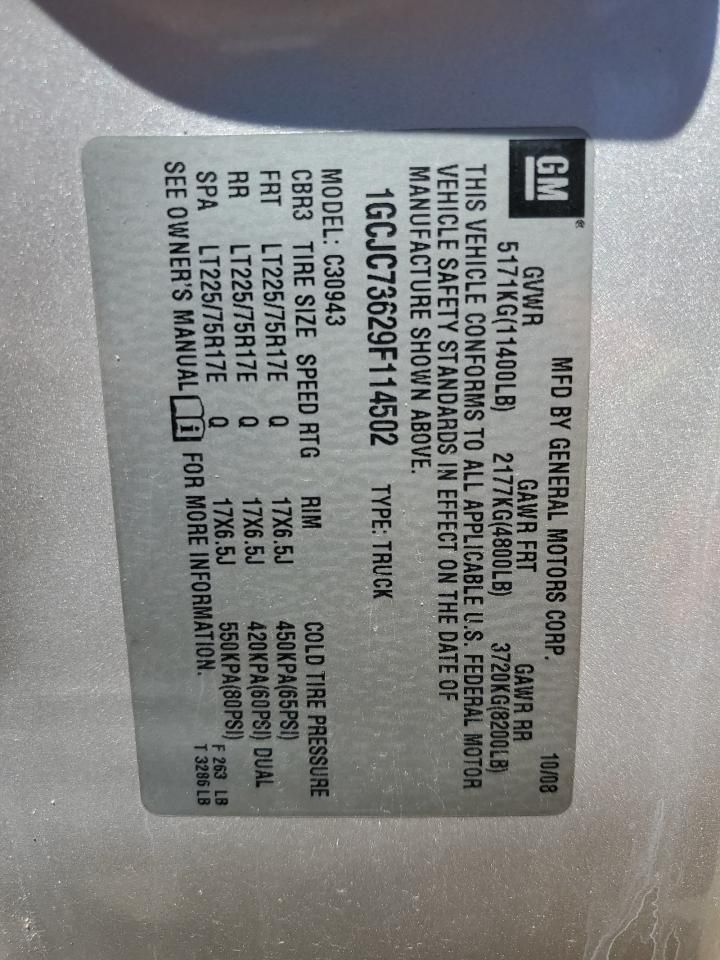 GM®
MFD BY GENERAL MOTORS CORP. 10/08
GVWR GAWR FRT GAWR RR
5171KG(11400LB) 2177KG(4800LB) 3720KG(8200LB)
THIS VEHICLE CONFORMS TO ALL APPLICABLE U.S. FEDERAL MOTOR
VEHICLE SAFETY STANDARDS IN EFFECT ON THE DATE OF
MANUFACTURE SHOWN ABOVE.
1GCJC73629F114502 TYPE: TRUCK
MODEL: C30943
CBR3 TIRE SIZE SPEED RTG RIM COLD TIRE PRESSURE
FRT LT225/75R17E Q 17X6.5J 450KPA(65PSI)
RR LT225/75R17E Q 17X6.5J 420KPA(60PSI) DUAL
SPA LT225/75R17E Q 17X6.5J 550KPA(80PSI) F 263 LB
SEE OWNER'S MANUAL i FOR MORE INFORMATION. T 3286 LB